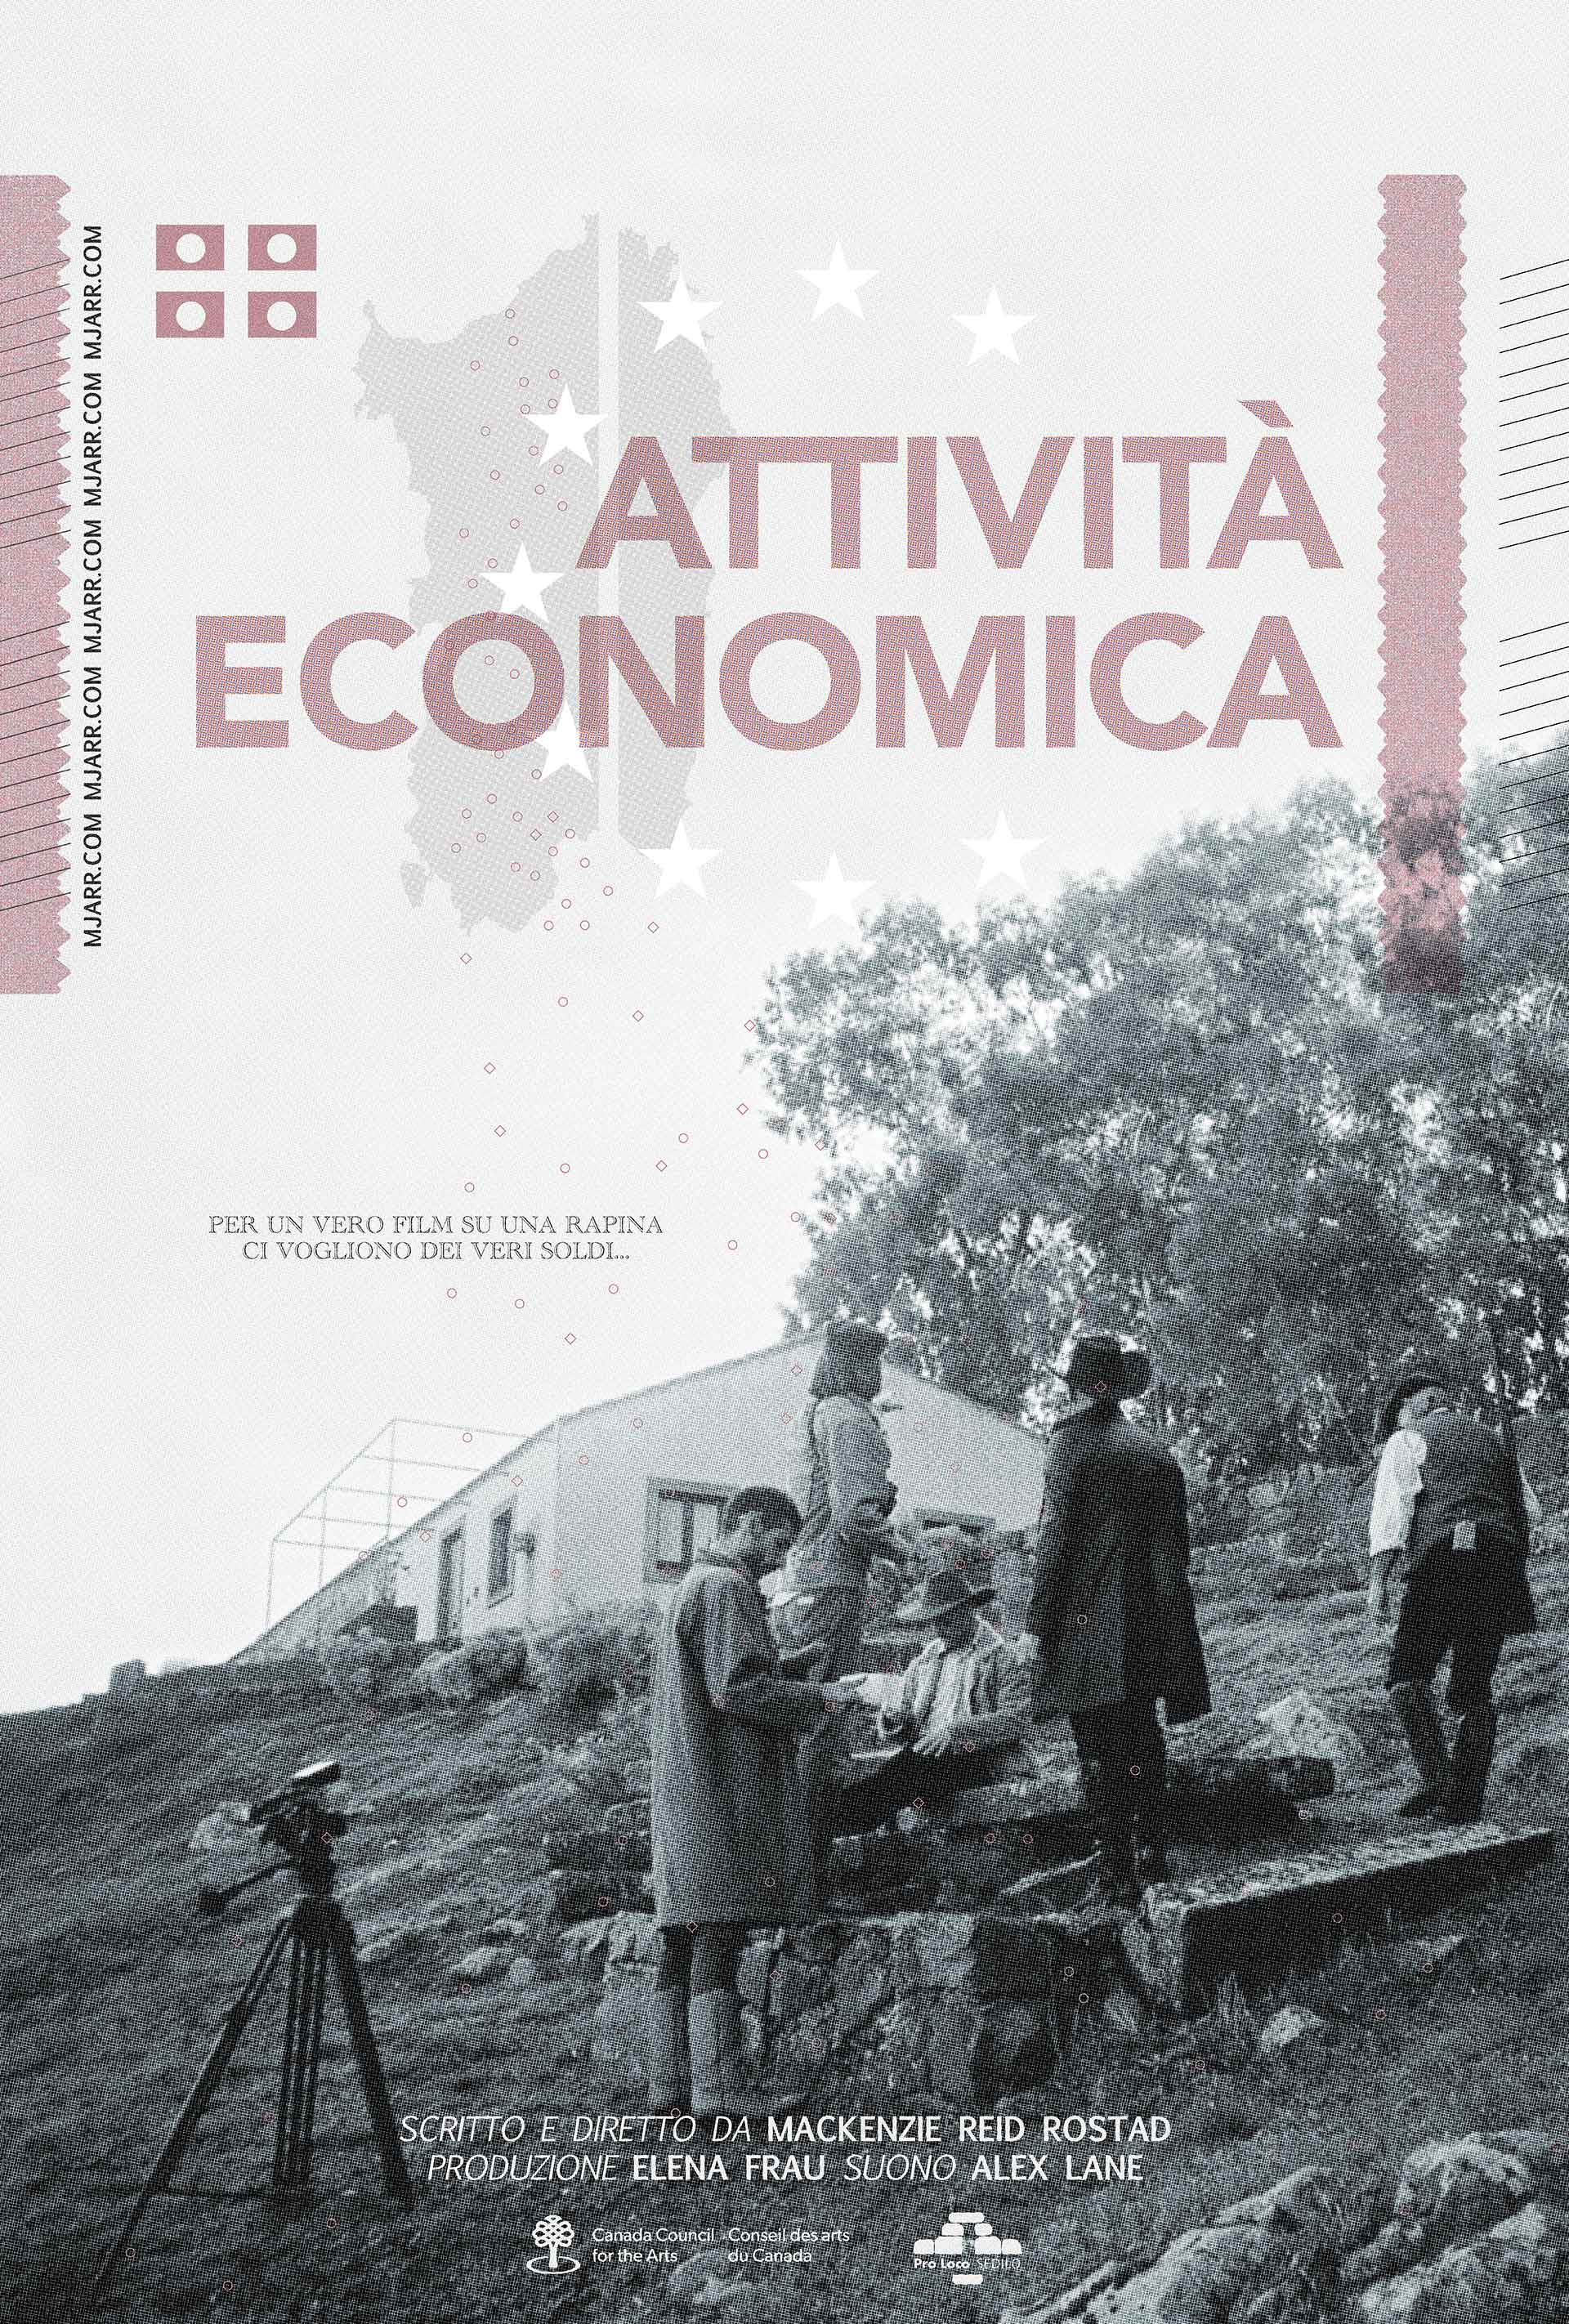 MJARR.COM MJARR.COM MJARR.COM MJARR.COM MJARR.COM
ATTIVITÀ
ECONOMICA
PER UN VERO FILM SU UNA RAPINA
CI VOGLIONO DEI VERI SOLDI...
SCRITTO E DIRETTO DA MACKENZIE REID ROSTAD
PRODUZIONE ELENA FRAU SUONO ALEX LANE
Canada Council Conseil des arts
for the Arts du Canada
Pro Loco SEDILO